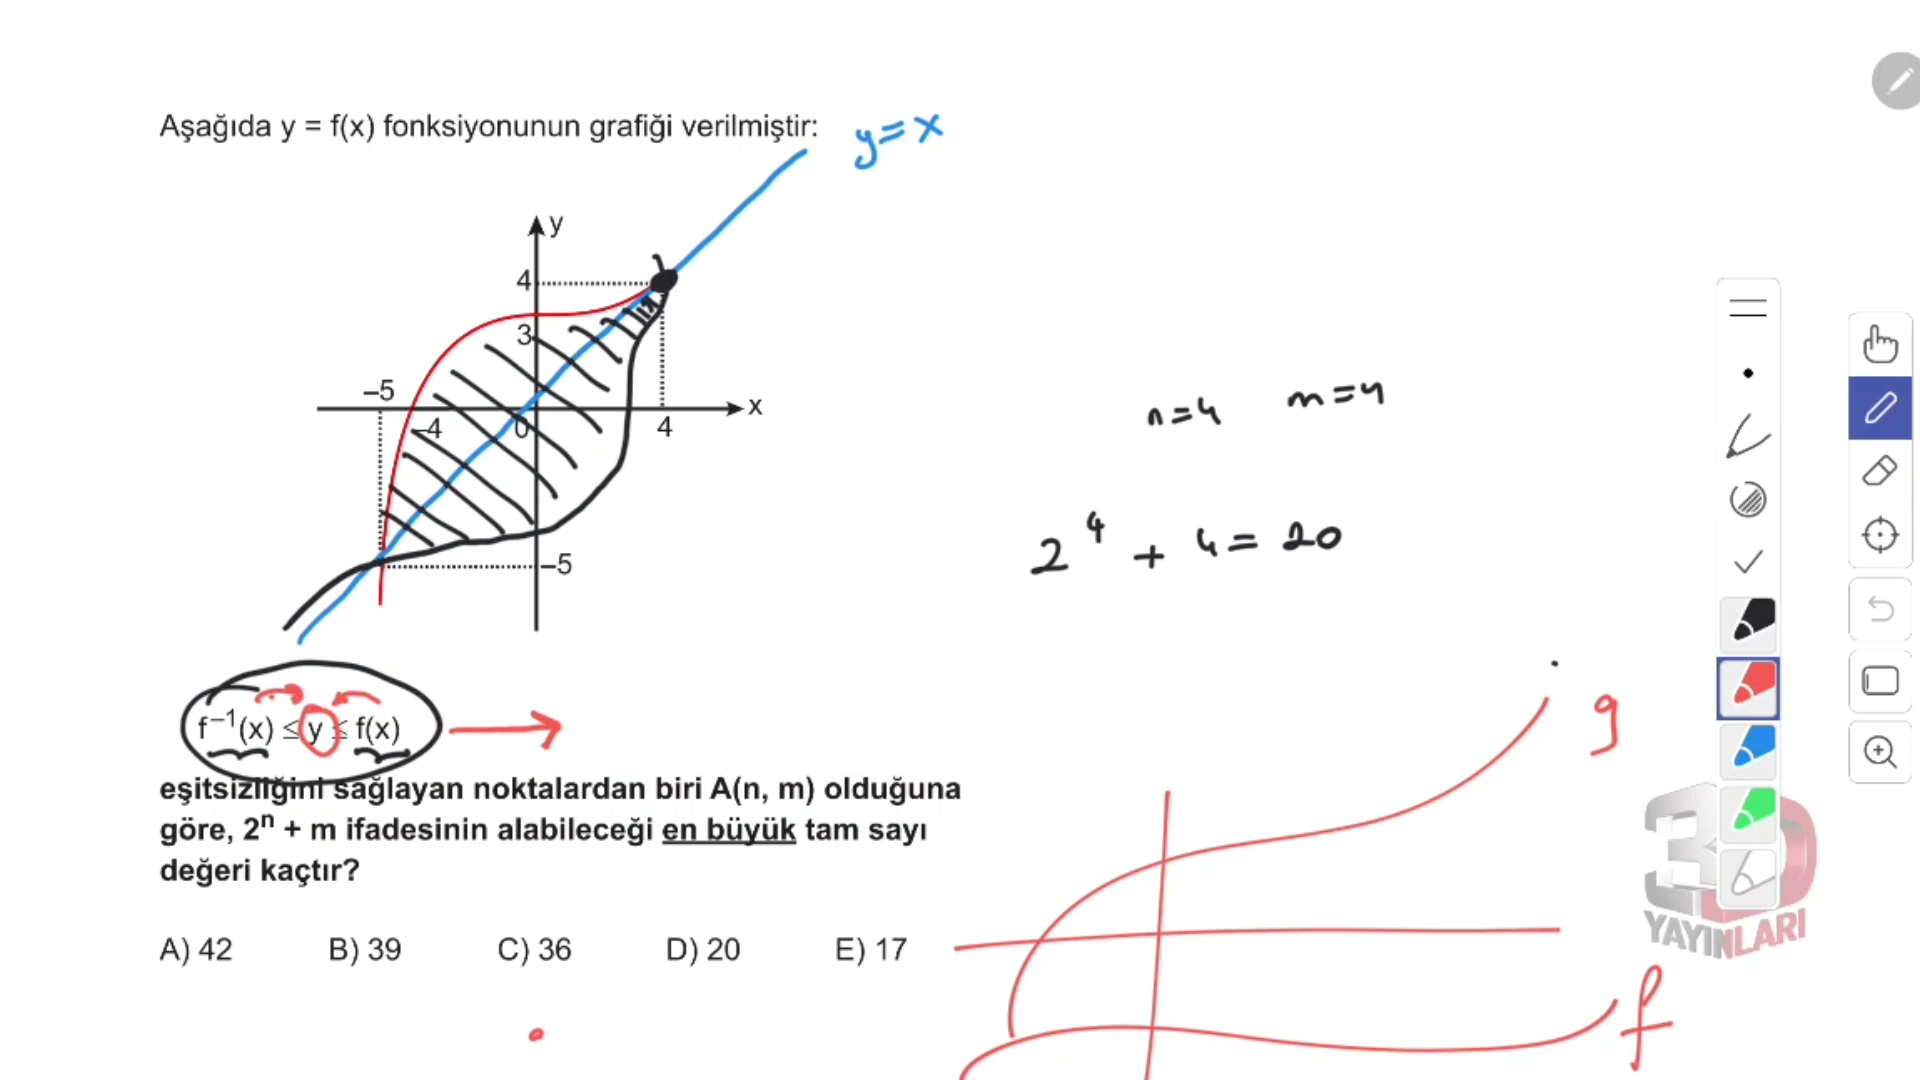 Aşağıda y = f(x) fonksiyonunun grafiği verilmiştir:
y=x
y
4
3
–5
–4
0
4
x
–5
n=4 m=4
2⁴ + 4 = 20
f⁻¹(x) ≤ y ≤ f(x)
g
eşitsizliğini sağlayan noktalardan biri A(n, m) olduğuna
göre, 2ⁿ + m ifadesinin alabileceği en büyük tam sayı
değeri kaçtır?
A) 42 B) 39 C) 36 D) 20 E) 17
f
3D
YAYINLARI